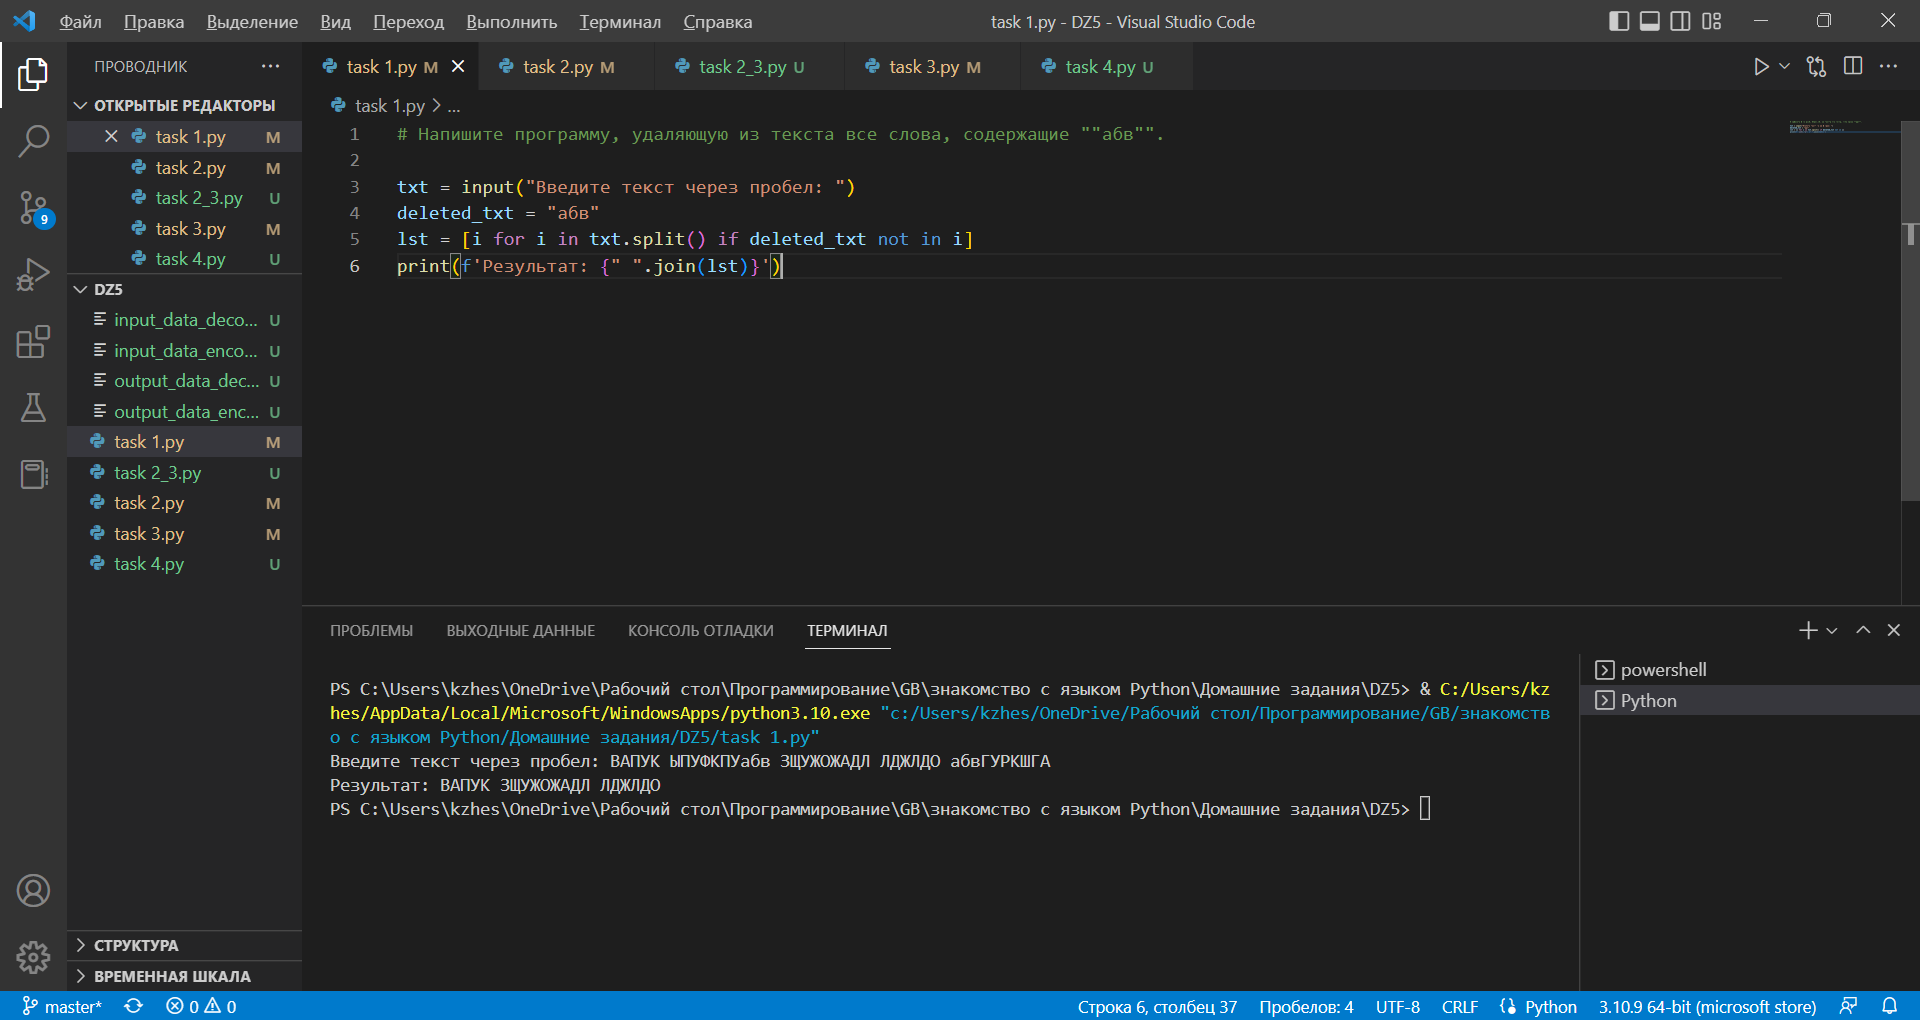 Файл Правка Выделение Вид Переход Выполнить Терминал Справка
task 1.py - DZ5 - Visual Studio Code
ПРОВОДНИК
ОТКРЫТЫЕ РЕДАКТОРЫ
task 1.py M
task 2.py M
task 2_3.py U
task 3.py M
task 4.py U
DZ5
input_data_deco... U
input_data_enco... U
output_data_dec... U
output_data_enc... U
task 1.py M
task 2_3.py U
task 2.py M
task 3.py M
task 4.py U
СТРУКТУРА
ВРЕМЕННАЯ ШКАЛА
9
task 1.py M task 2.py M task 2_3.py U task 3.py M task 4.py U
task 1.py > ...
1 # Напишите программу, удаляющую из текста все слова, содержащие ""абв"".
2
3 txt = input("Введите текст через пробел: ")
4 deleted_txt = "абв"
5 lst = [i for i in txt.split() if deleted_txt not in i]
6 print(f'Результат: {" ".join(lst)}')
ПРОБЛЕМЫ ВЫХОДНЫЕ ДАННЫЕ КОНСОЛЬ ОТЛАДКИ ТЕРМИНАЛ
PS C:\Users\kzhes\OneDrive\Рабочий стол\Программирование\GB\знакомство с языком Python\Домашние задания\DZ5> & C:/Users/kz
hes/AppData/Local/Microsoft/WindowsApps/python3.10.exe "c:/Users/kzhes/OneDrive/Рабочий стол/Программирование/GB/знакомств
о с языком Python/Домашние задания/DZ5/task 1.py"
Введите текст через пробел: ВАПУК ЫПУФКПУабв ЗЩУЖОЖАДЛ ЛДЖЛДО абвГУРКШГА
Результат: ВАПУК ЗЩУЖОЖАДЛ ЛДЖЛДО
PS C:\Users\kzhes\OneDrive\Рабочий стол\Программирование\GB\знакомство с языком Python\Домашние задания\DZ5>
powershell
Python
master* 0 0
Строка 6, столбец 37 Пробелов: 4 UTF-8 CRLF Python 3.10.9 64-bit (microsoft store)